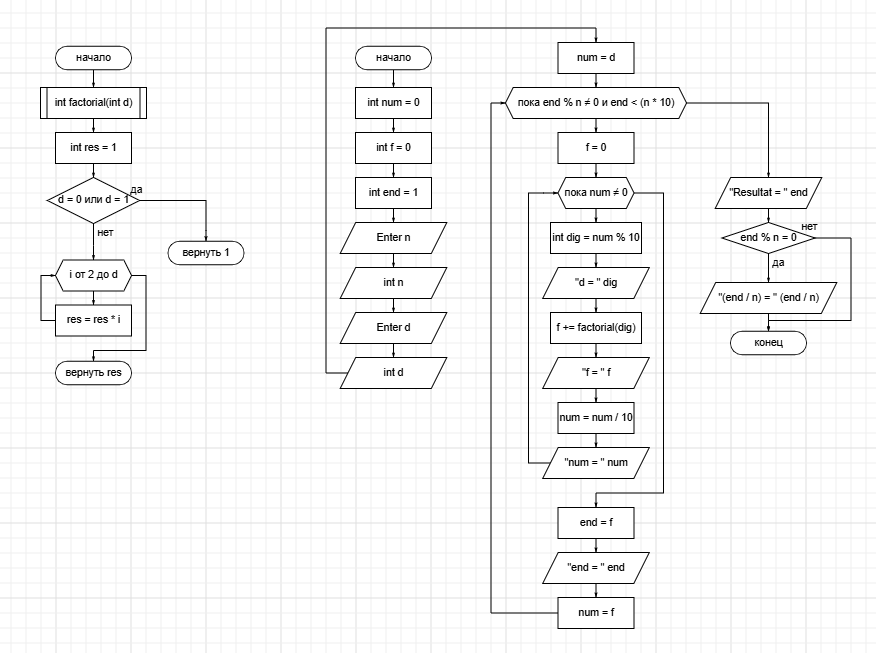 начало
int factorial(int d)
int res = 1
d = 0 или d = 1
да
нет
вернуть 1
i от 2 до d
res = res * i
вернуть res
начало
int num = 0
int f = 0
int end = 1
Enter n
int n
Enter d
int d
num = d
пока end % n ≠ 0 и end < (n * 10)
f = 0
пока num ≠ 0
int dig = num % 10
"d = " dig
f += factorial(dig)
"f = " f
num = num / 10
"num = " num
end = f
"end = " end
num = f
"Resultat = " end
end % n = 0
нет
да
"(end / n) = " (end / n)
конец